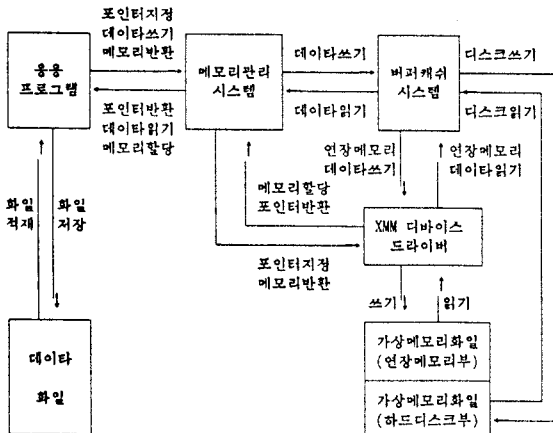 포인터지정
데이타쓰기
메모리반환
응용
프로그램
포인터반환
데이타읽기
메모리할당
메모리관리
시스템
데이타쓰기
데이타읽기
버퍼캐쉬
시스템
디스크쓰기
디스크읽기
연장메모리
데이타쓰기
연장메모리
데이타읽기
메모리할당
포인터반환
XMM 디바이스
드라이버
포인터지정
메모리반환
화일
적재
화일
저장
쓰기
읽기
데이타
화일
가상메모리화일
(연장메모리부)
가상메모리화일
(하드디스크부)